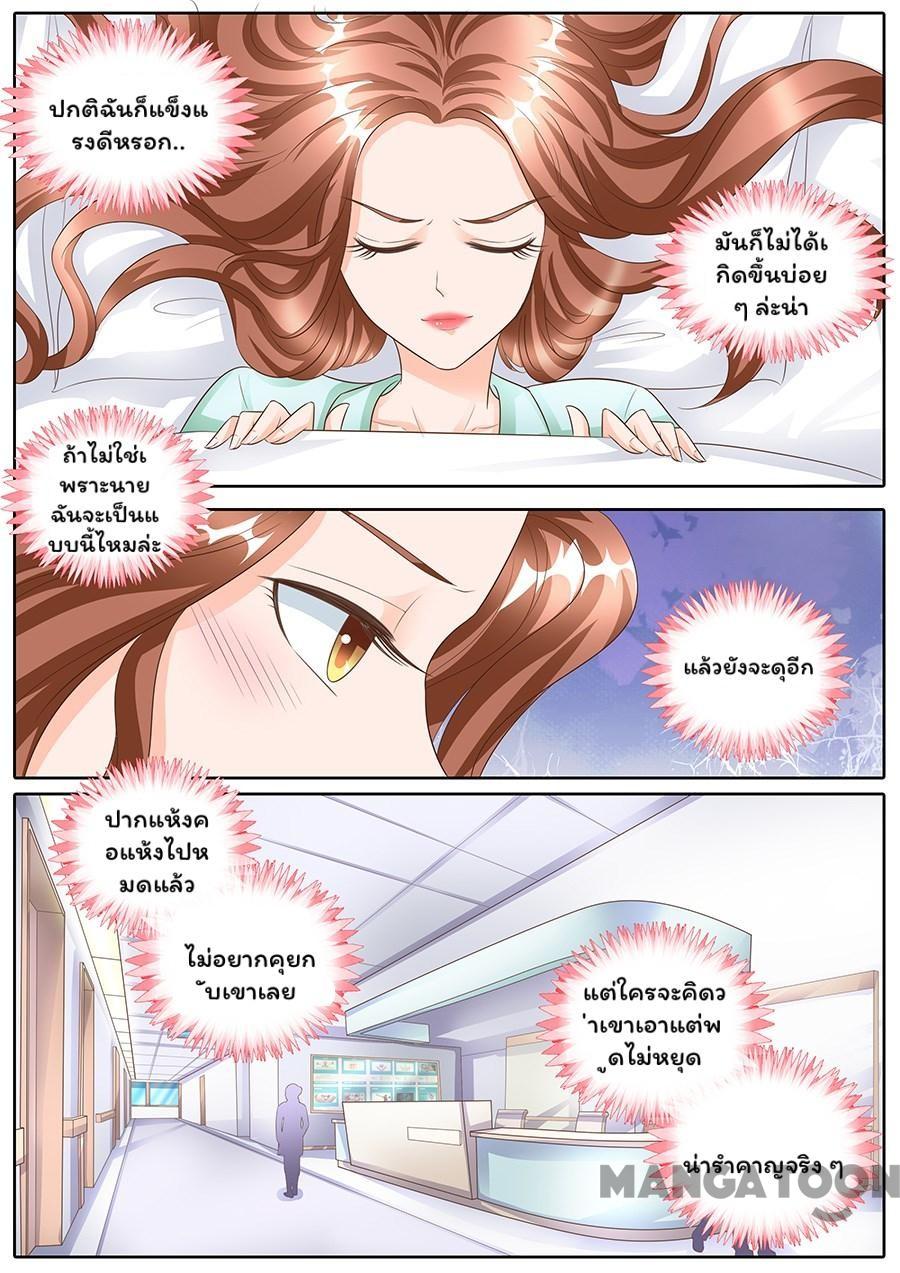 ปกติฉันก็แข็งแ
รงดีหรอก..
มันก็ไม่ได้เ
กิดขึ้นบ่อย
ๆ ล่ะน่า
ถ้าไม่ใช่เ
พราะนาย
ฉันจะเป็นแ
บบนี้ไหมล่ะ
แล้วยังจะดุอีก
ปากแห้งค
อแห้งไปห
มดแล้ว
ไม่อยากคุยก
ับเขาเลย
แต่ใครจะคิดว
่าเขาเอาแต่พ
ูดไม่หยุด
น่ารำคาญจริง ๆ
MANGATOON